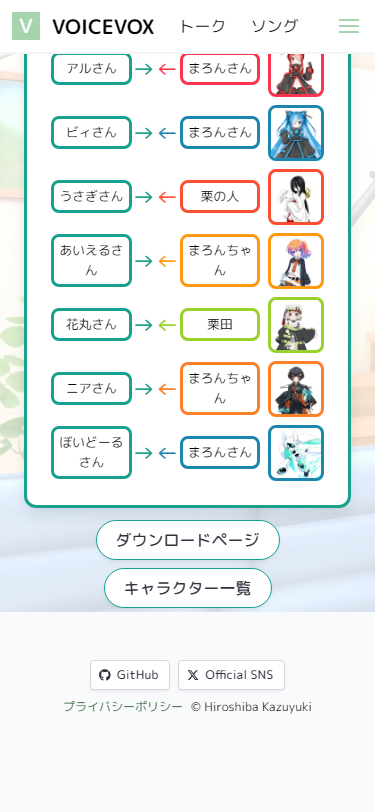 V VOICEVOX トーク ソング
アルさん → ← まろんさん
ビィさん → ← まろんさん
うさぎさん → ← 栗の人
あいえるさ
ん → ← まろんちゃ
ん
花丸さん → ← 栗田
ニアさん → ← まろんちゃ
ん
ぼいどーる
さん → ← まろんさん
ダウンロードページ
キャラクター一覧
GitHub Official SNS
プライバシーポリシー © Hiroshiba Kazuyuki